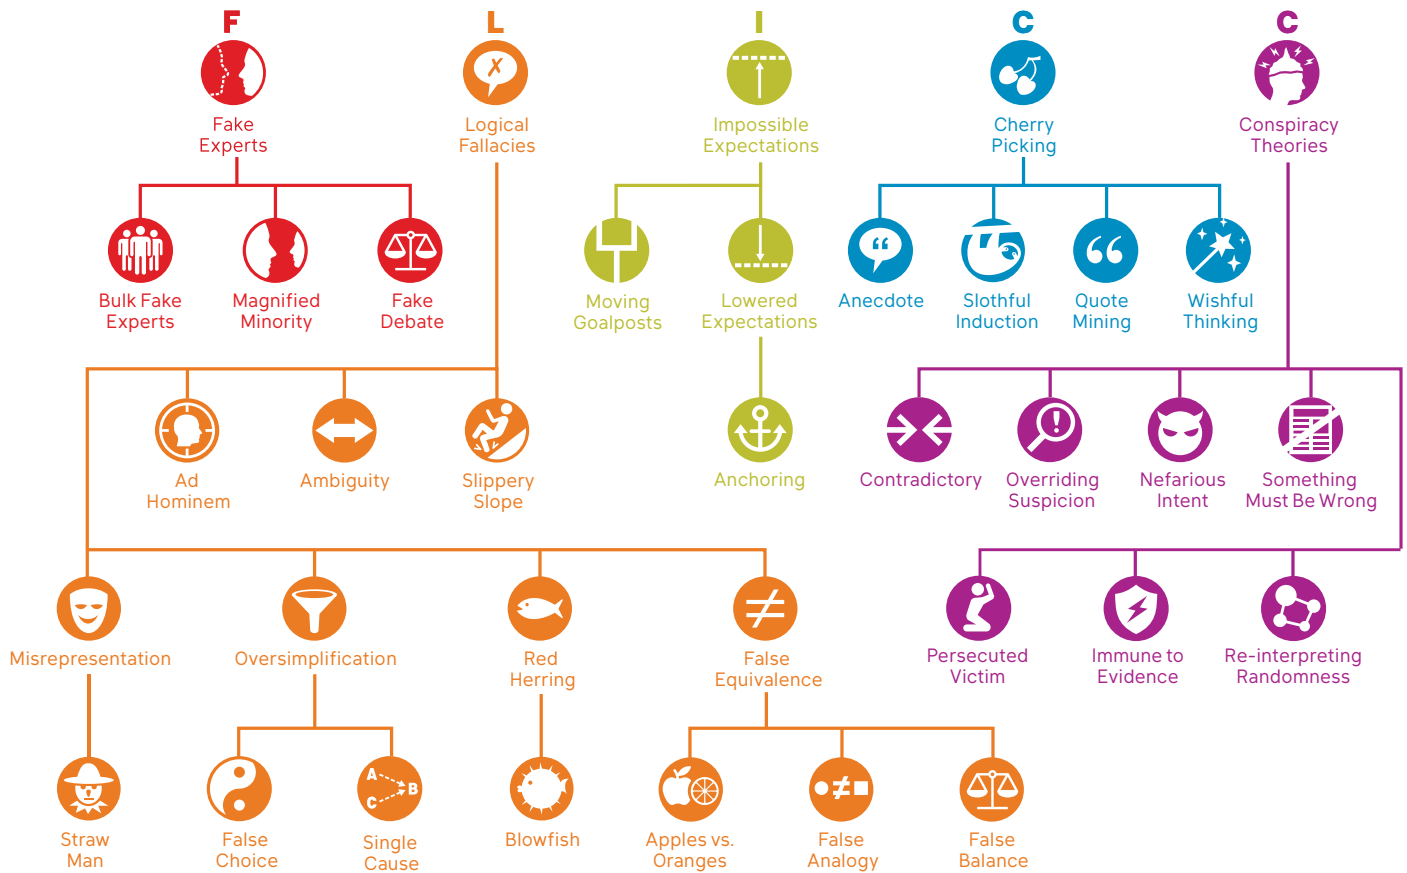 F
L
I
C
C
Fake
Experts
Logical
Fallacies
Impossible
Expectations
Cherry
Picking
Conspiracy
Theories
Bulk Fake
Experts
Magnified
Minority
Fake
Debate
Moving
Goalposts
Lowered
Expectations
Anecdote
Slothful
Induction
Quote
Mining
Wishful
Thinking
Ad
Hominem
Ambiguity
Slippery
Slope
Anchoring
Contradictory
Overriding
Suspicion
Nefarious
Intent
Something
Must Be Wrong
Misrepresentation
Oversimplification
Red
Herring
False
Equivalence
Persecuted
Victim
Immune to
Evidence
Re-interpreting
Randomness
A
B
C
Straw
Man
False
Choice
Single
Cause
Blowfish
Apples vs.
Oranges
False
Analogy
False
Balance